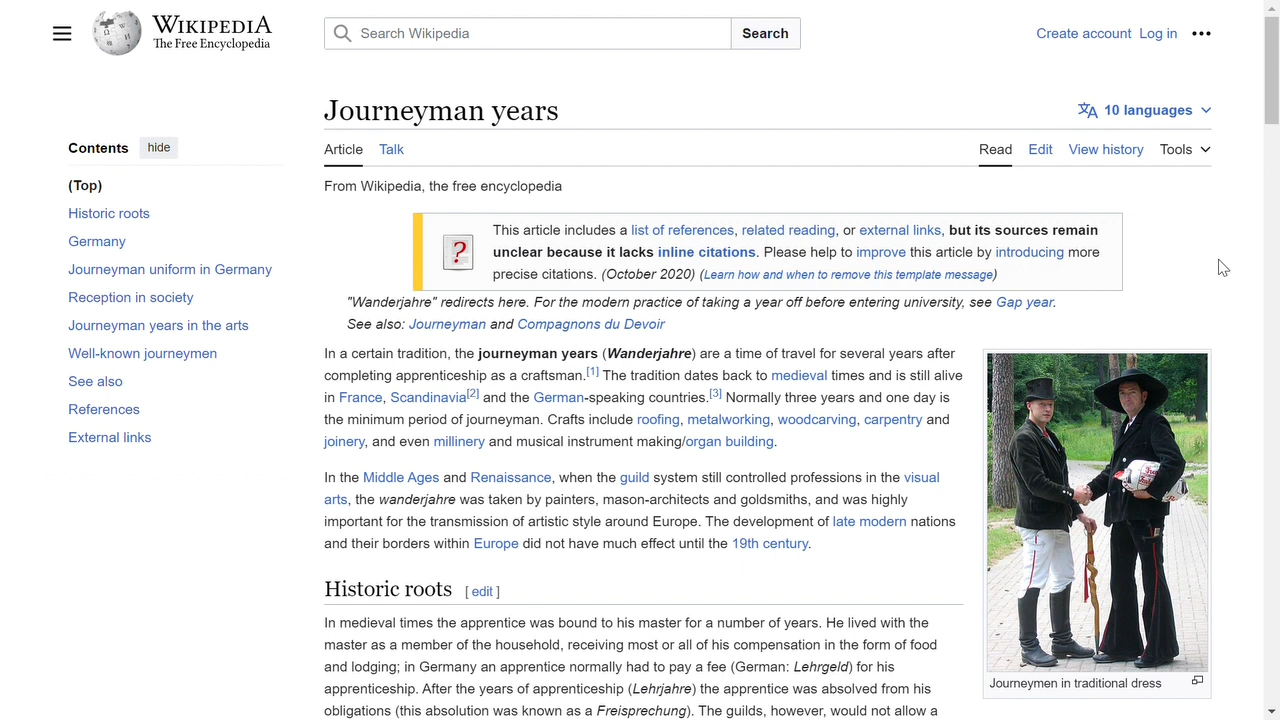 WIKIPEDIA
The Free Encyclopedia
Search Wikipedia
Search
Create account Log in
Contents hide
(Top)
Historic roots
Germany
Journeyman uniform in Germany
Reception in society
Journeyman years in the arts
Well-known journeymen
See also
References
External links
Journeyman years
10 languages
Article Talk
Read Edit View history Tools
From Wikipedia, the free encyclopedia
This article includes a list of references, related reading, or external links, but its sources remain
unclear because it lacks inline citations. Please help to improve this article by introducing more
precise citations. (October 2020) (Learn how and when to remove this template message)
"Wanderjahre" redirects here. For the modern practice of taking a year off before entering university, see Gap year.
See also: Journeyman and Compagnons du Devoir
In a certain tradition, the journeyman years (Wanderjahre) are a time of travel for several years after
completing apprenticeship as a craftsman.[1] The tradition dates back to medieval times and is still alive
in France, Scandinavia[2] and the German-speaking countries.[3] Normally three years and one day is
the minimum period of journeyman. Crafts include roofing, metalworking, woodcarving, carpentry and
joinery, and even millinery and musical instrument making/organ building.
In the Middle Ages and Renaissance, when the guild system still controlled professions in the visual
arts, the wanderjahre was taken by painters, mason-architects and goldsmiths, and was highly
important for the transmission of artistic style around Europe. The development of late modern nations
and their borders within Europe did not have much effect until the 19th century.
Historic roots [ edit ]
In medieval times the apprentice was bound to his master for a number of years. He lived with the
master as a member of the household, receiving most or all of his compensation in the form of food
and lodging; in Germany an apprentice normally had to pay a fee (German: Lehrgeld) for his
apprenticeship. After the years of apprenticeship (Lehrjahre) the apprentice was absolved from his
obligations (this absolution was known as a Freisprechung). The guilds, however, would not allow a
Journeymen in traditional dress